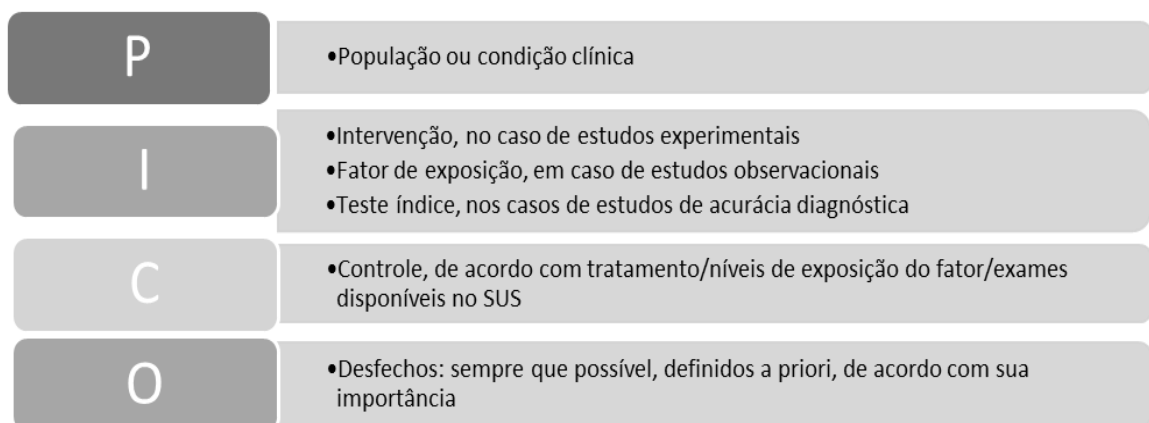 P
•População ou condição clínica
I
•Intervenção, no caso de estudos experimentais
•Fator de exposição, em caso de estudos observacionais
•Teste índice, nos casos de estudos de acurácia diagnóstica
C
•Controle, de acordo com tratamento/níveis de exposição do fator/exames
disponíveis no SUS
O
•Desfechos: sempre que possível, definidos a priori, de acordo com sua
importância